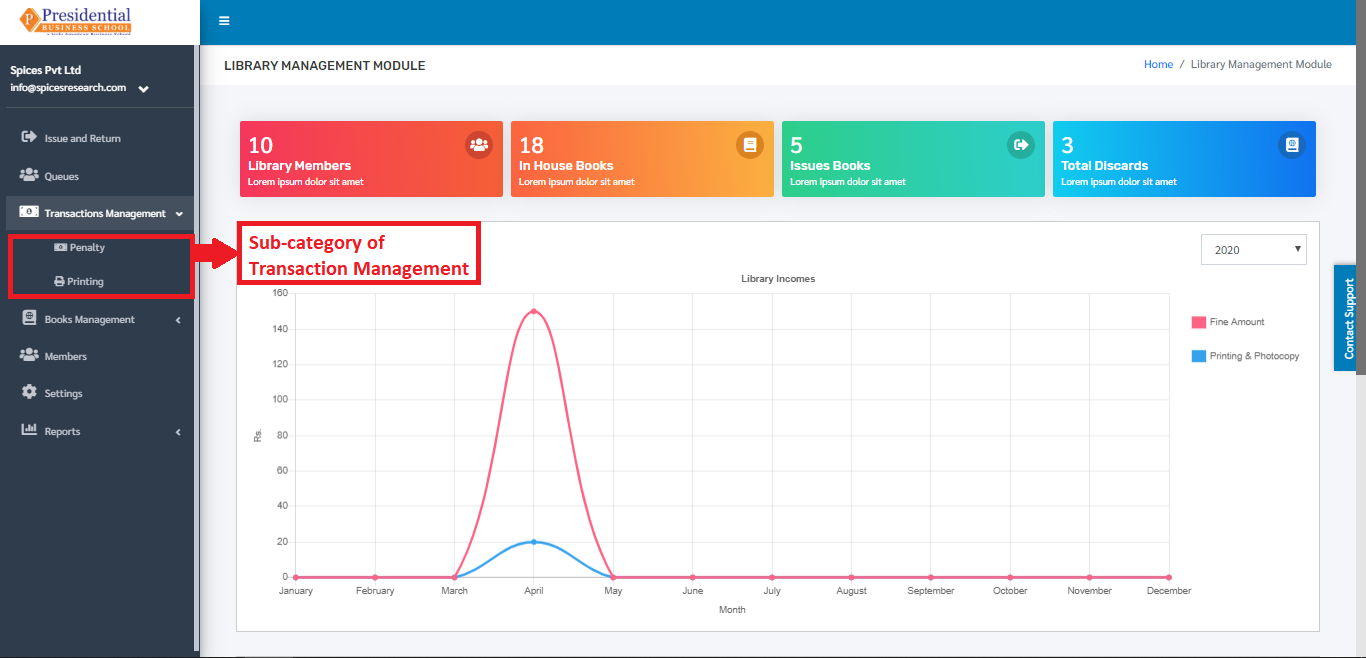 Presidential
BUSINESS SCHOOL
Spices Pvt Ltd
info@spicesresearch.com
Issue and Return
Queues
Transactions Management
Penalty
Printing
Books Management
Members
Settings
Reports
LIBRARY MANAGEMENT MODULE
Home / Library Management Module
10
Library Members
Lorem ipsum dolor sit amet
18
In House Books
Lorem ipsum dolor sit amet
5
Issues Books
Lorem ipsum dolor sit amet
3
Total Discards
Lorem ipsum dolor sit amet
Sub-category of
Transaction Management
2020
Library Incomes
Fine Amount
Printing & Photocopy
Rs.
160
140
120
100
80
60
40
20
0
January February March April May June July August September October November December
Month
Contact Support